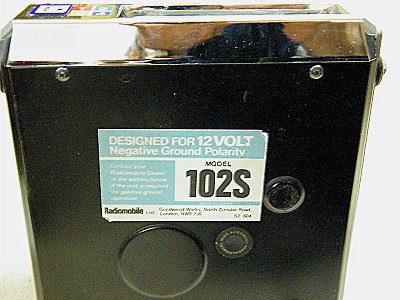 DESIGNED FOR 12 VOLT
Negative Ground Polarity
Contact your
Radiomobile Dealer
or the address below
if the unit is required
for positive ground
operation
MODEL
102S
Radiomobile Ltd. Goodwood Works, North Circular Road,
London, NW2 7JS